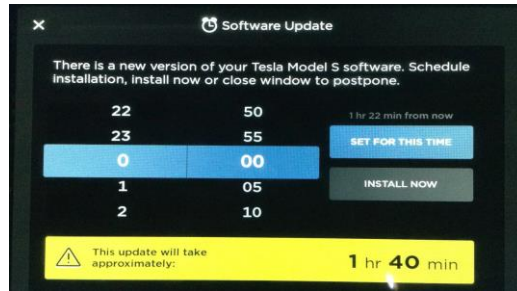 × Software Update
There is a new version of your Tesla Model S software. Schedule
installation, install now or close window to postpone.
22 50
1 hr 22 min from now
23 55
SET FOR THIS TIME
0 00
1 05
INSTALL NOW
2 10
This update will take
approximately:
1 hr 40 min